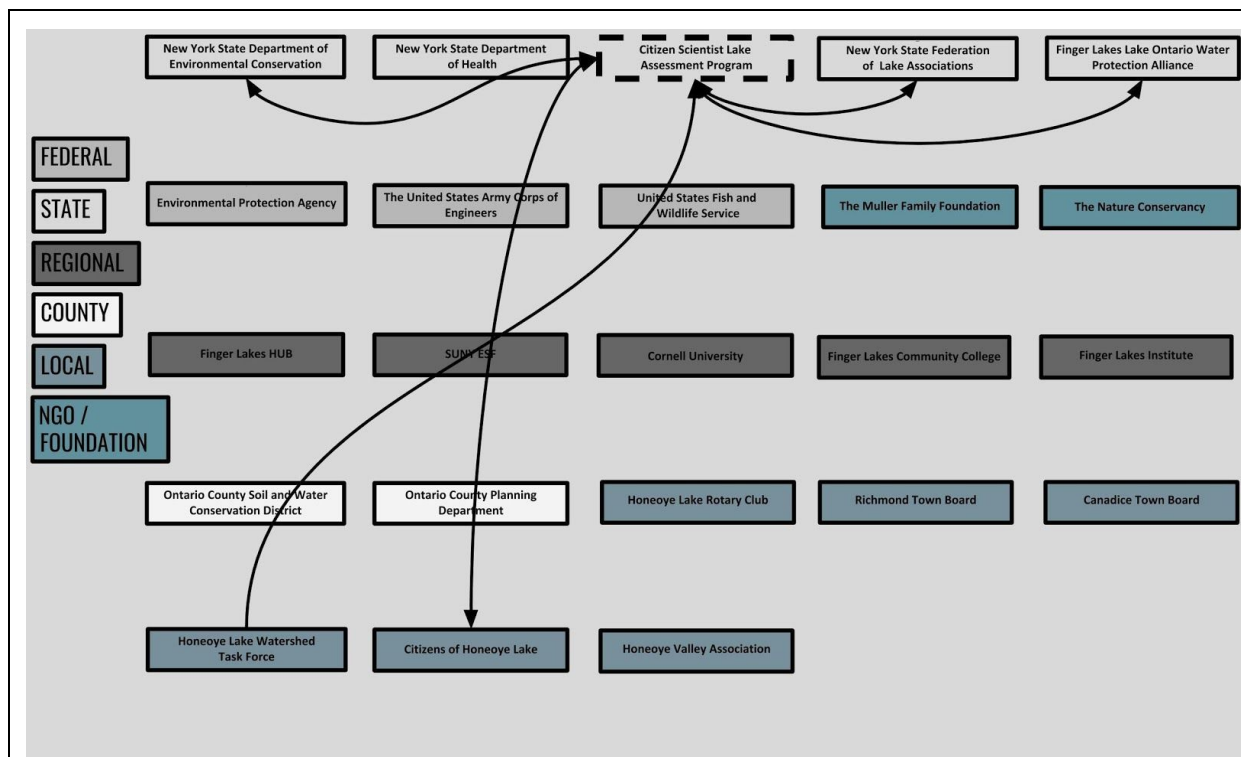 New York State Department of
Environmental Conservation
New York State Department
of Health
Citizen Scientist Lake
Assessment Program
New York State Federation
of Lake Associations
Finger Lakes Lake Ontario Water
Protection Alliance
FEDERAL
STATE
REGIONAL
COUNTY
LOCAL
NGO /
FOUNDATION
Environmental Protection Agency
The United States Army Corps of
Engineers
United States Fish and
Wildlife Service
The Muller Family Foundation
The Nature Conservancy
Finger Lakes HUB
SUNY ESF
Cornell University
Finger Lakes Community College
Finger Lakes Institute
Ontario County Soil and Water
Conservation District
Ontario County Planning
Department
Honeoye Lake Rotary Club
Richmond Town Board
Canadice Town Board
Honeoye Lake Watershed
Task Force
Citizens of Honeoye Lake
Honeoye Valley Association